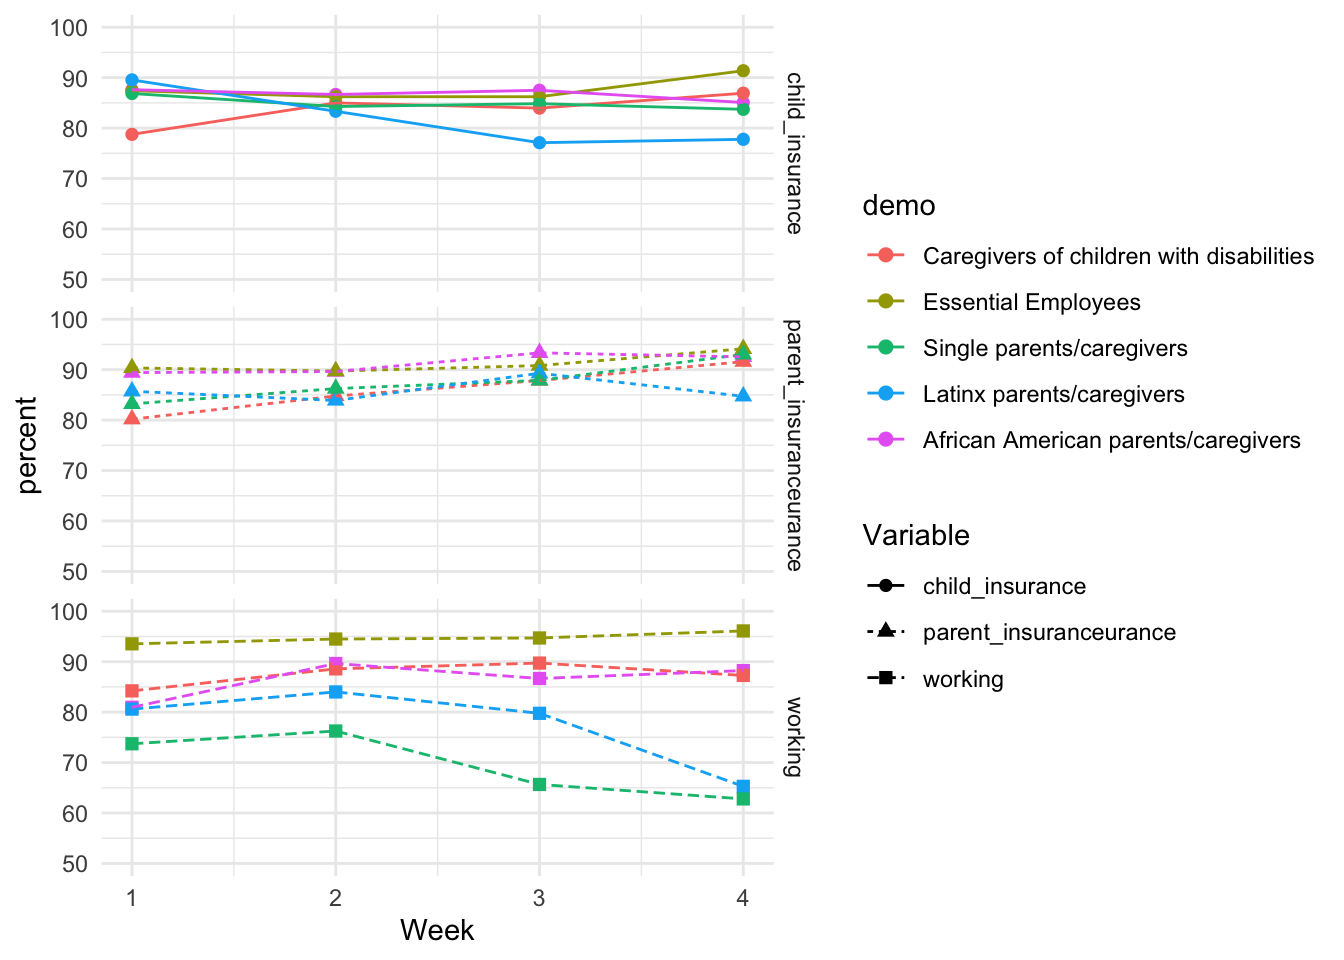 percent
100
90
80
70
60
50
child_insurance
100
90
80
70
60
50
parent_insuranceurance
100
90
80
70
60
50
working
1 2 3 4
Week
demo
Caregivers of children with disabilities
Essential Employees
Single parents/caregivers
Latinx parents/caregivers
African American parents/caregivers
Variable
child_insurance
parent_insuranceurance
working